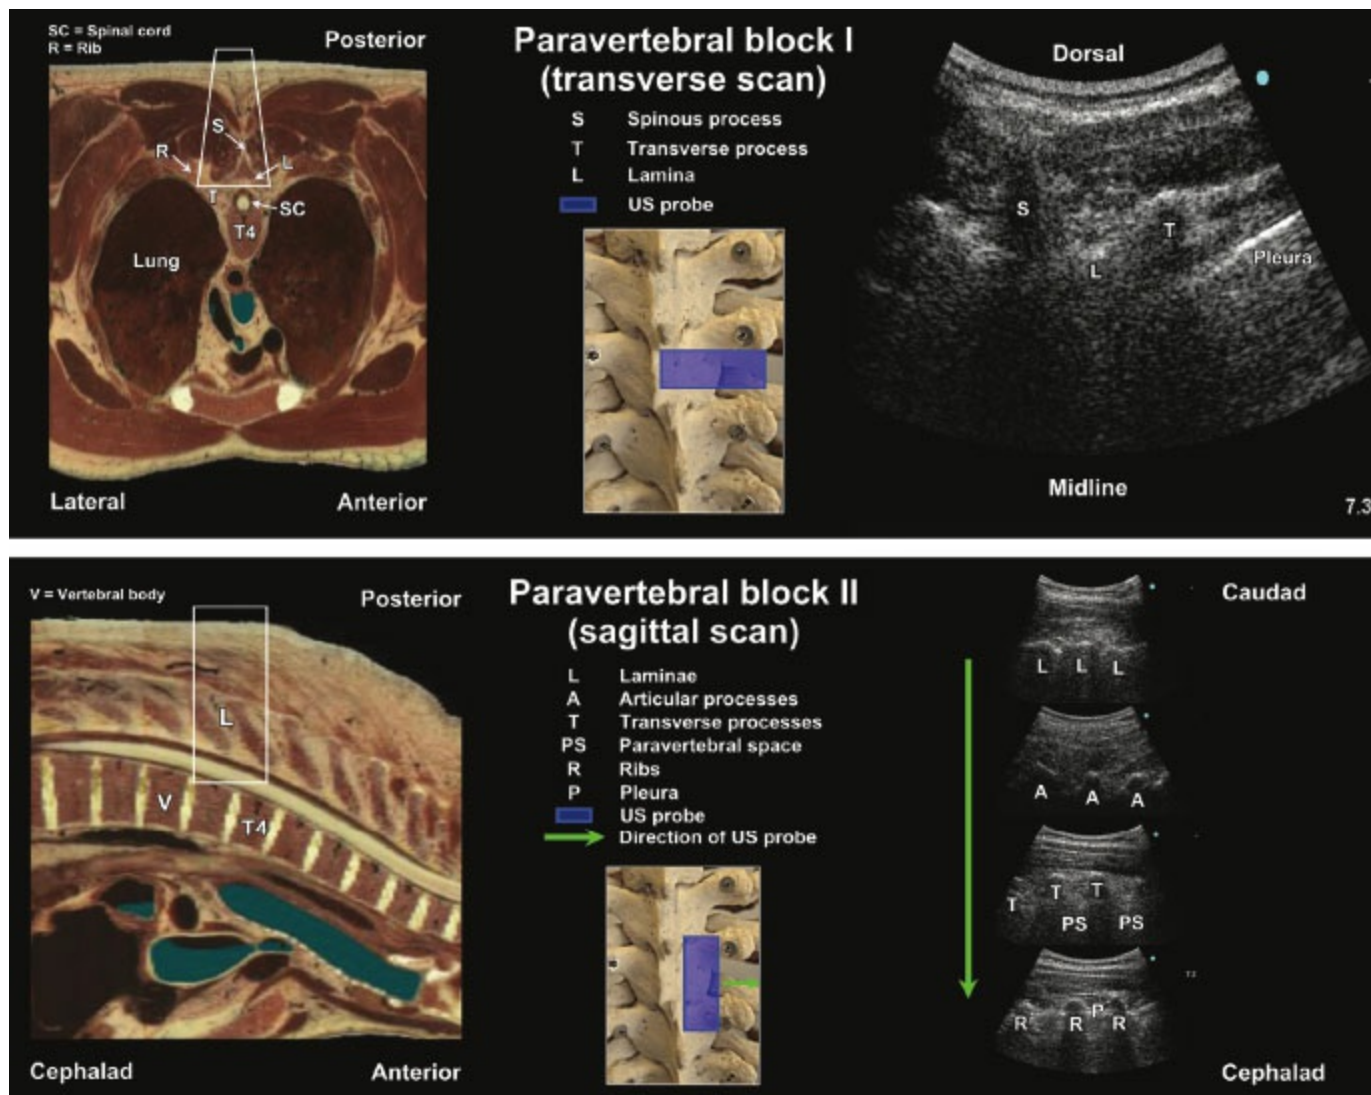 SC = Spinal cord
R = Rib
Posterior
S
R
L
T
SC
T4
Lung
Lateral
Anterior
Paravertebral block I
(transverse scan)
S Spinous process
T Transverse process
L Lamina
US probe
Dorsal
S
T
L
Pleura
Midline
7.3
V = Vertebral body
Posterior
L
V
T4
Cephalad
Anterior
Paravertebral block II
(sagittal scan)
L Laminae
A Articular processes
T Transverse processes
PS Paravertebral space
R Ribs
P Pleura
US probe
Direction of US probe
Caudad
L L L
A A A
T T T
PS PS
P
R R R
Cephalad